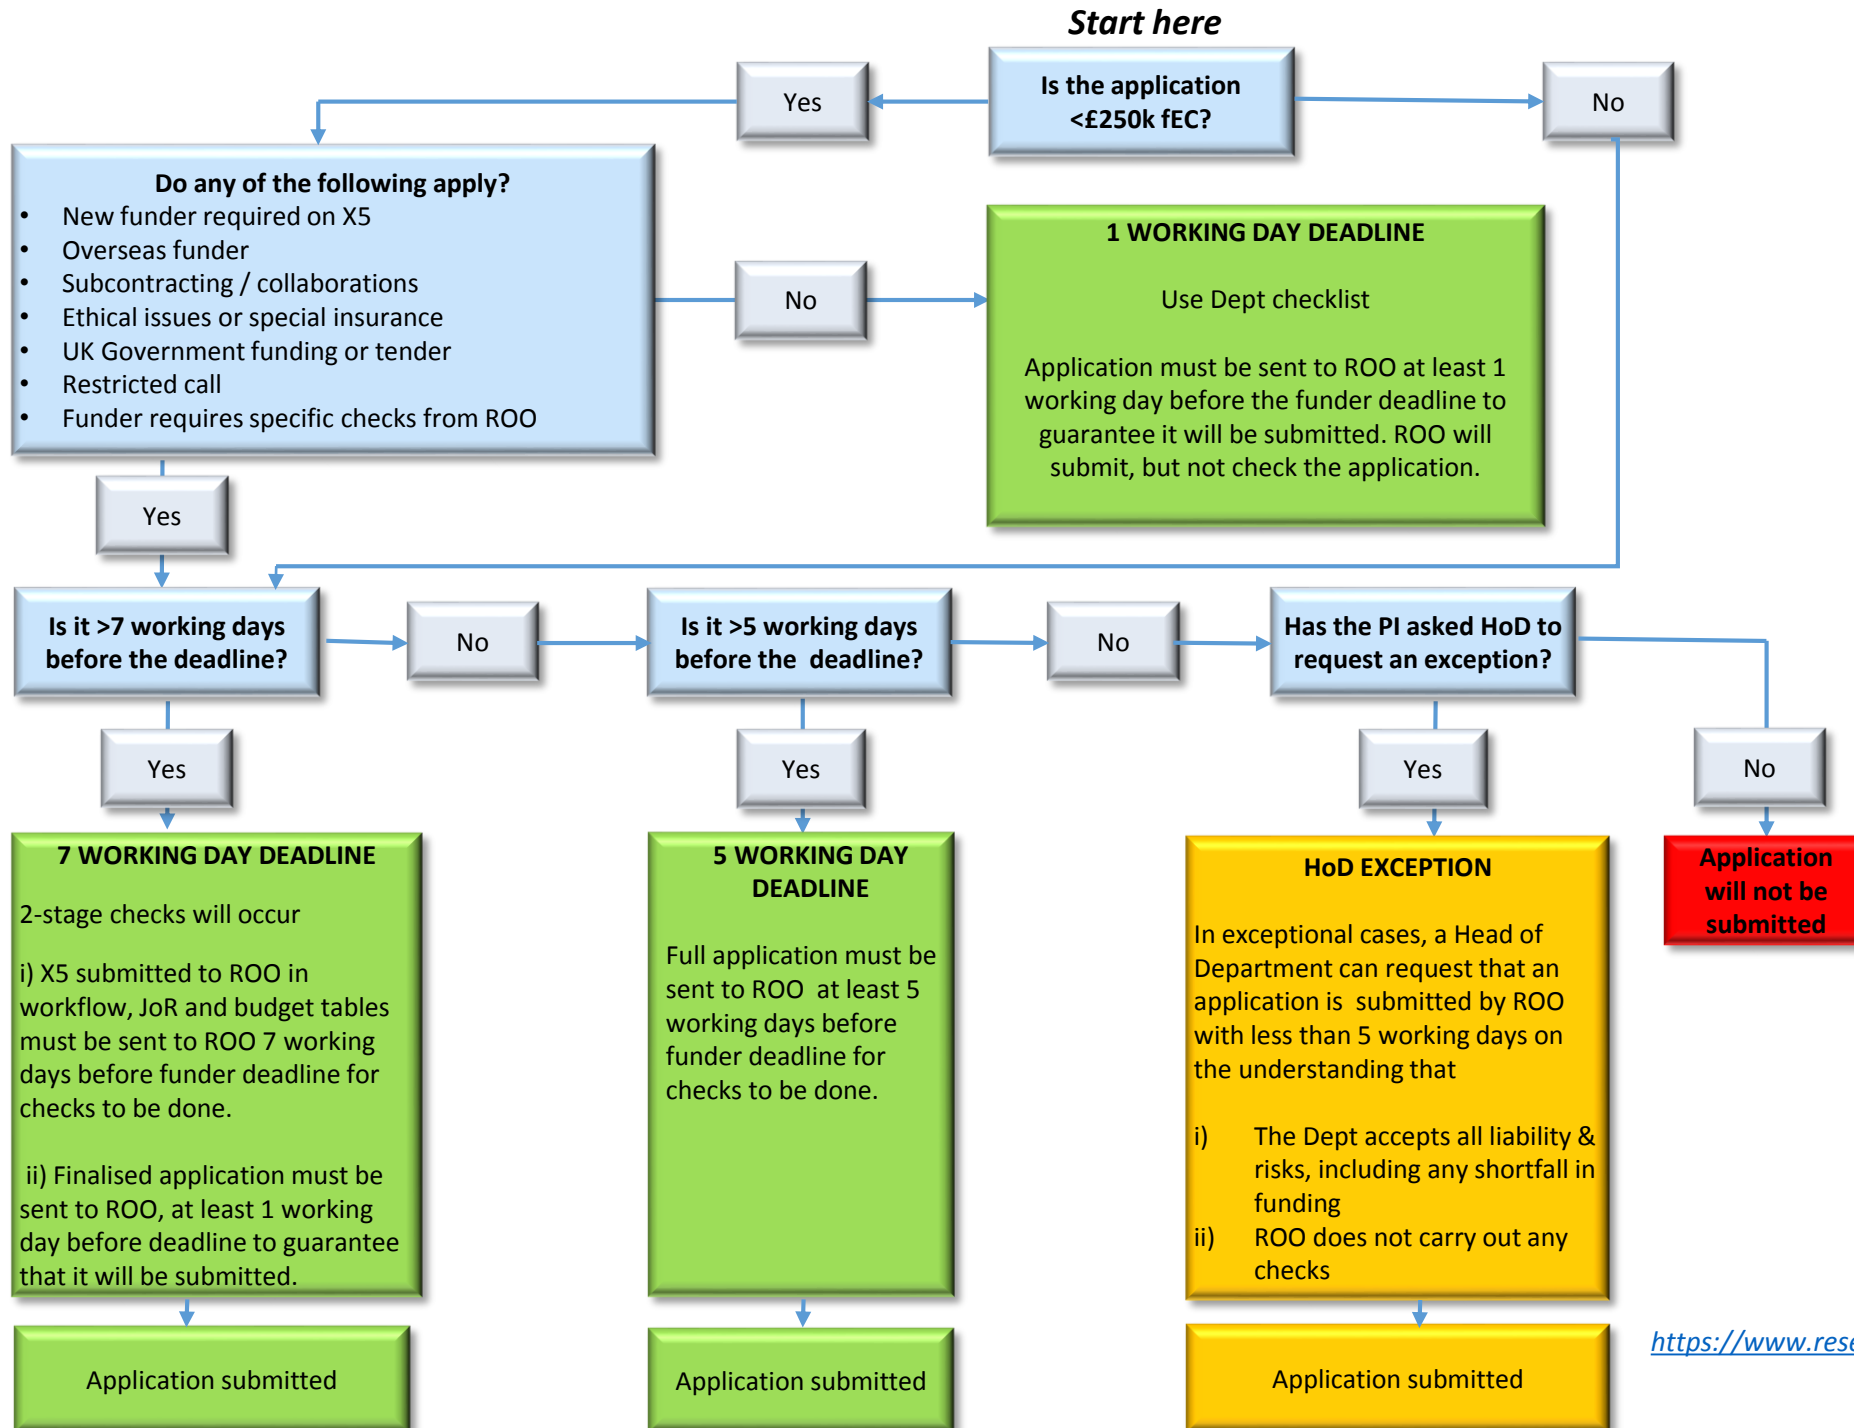 Start here
Is the application
<£250k fEC?
Yes
No
Do any of the following apply?
• New funder required on X5
• Overseas funder
• Subcontracting / collaborations
• Ethical issues or special insurance
• UK Government funding or tender
• Restricted call
• Funder requires specific checks from ROO
No
1 WORKING DAY DEADLINE
Use Dept checklist
Application must be sent to ROO at least 1
working day before the funder deadline to
guarantee it will be submitted. ROO will
submit, but not check the application.
Yes
Is it >7 working days
before the deadline?
No
Is it >5 working days
before the deadline?
No
Has the PI asked HoD to
request an exception?
Yes
Yes
Yes
No
7 WORKING DAY DEADLINE
2-stage checks will occur
i) X5 submitted to ROO in
workflow, JoR and budget tables
must be sent to ROO 7 working
days before funder deadline for
checks to be done.
ii) Finalised application must be
sent to ROO, at least 1 working
day before deadline to guarantee
that it will be submitted.
5 WORKING DAY
DEADLINE
Full application must be
sent to ROO at least 5
working days before
funder deadline for
checks to be done.
HoD EXCEPTION
In exceptional cases, a Head of
Department can request that an
application is submitted by ROO
with less than 5 working days on
the understanding that
i) The Dept accepts all liability &
risks, including any shortfall in
funding
ii) ROO does not carry out any
checks
Application
will not be
submitted
Application submitted
Application submitted
Application submitted
https://www.rese